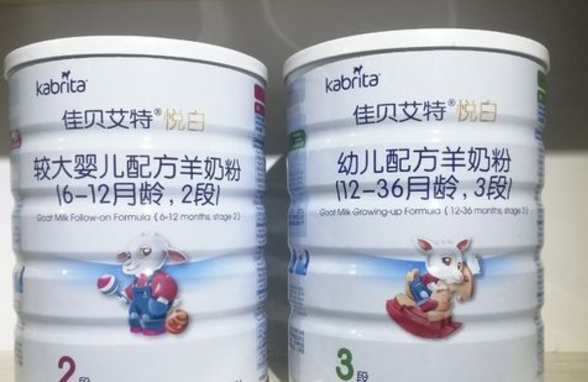 kabrita
佳贝艾特®悦白
较大婴儿配方羊奶粉
(6-12月龄,2段)
Goat Milk Follow-on Formula (6-12 months, stage 2)
2段
kabrita
佳贝艾特®悦白
幼儿配方羊奶粉
(12-36月龄,3段)
Goat Milk Growing-up Formula (12-36 months, stage 3)
3段